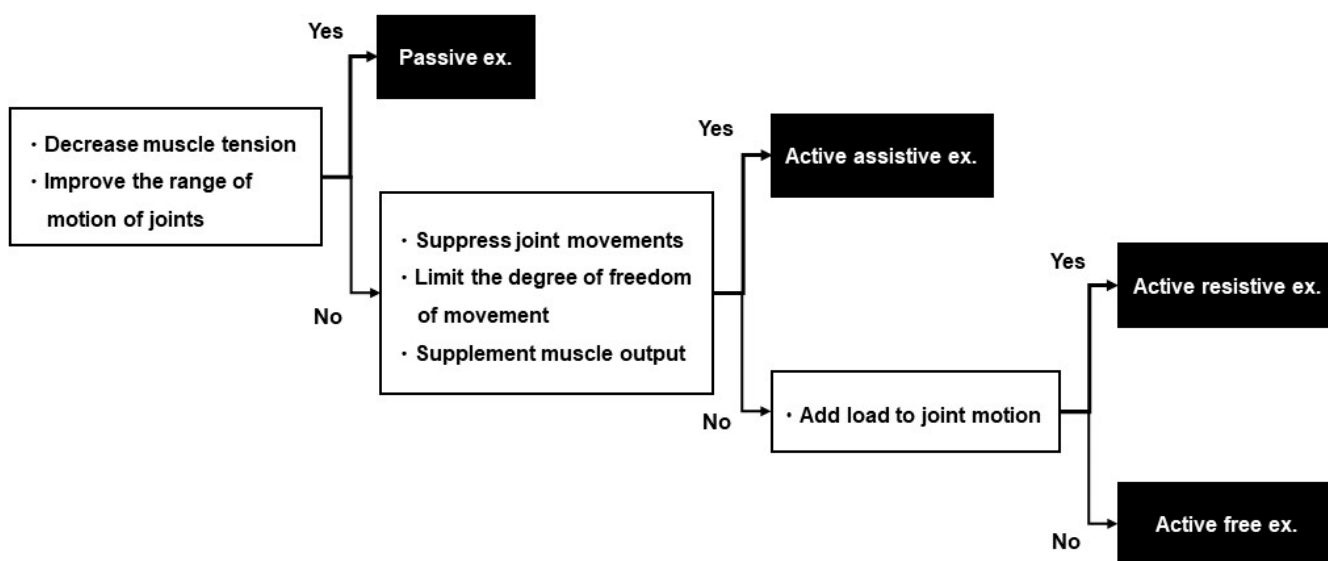 Yes
Passive ex.
・Decrease muscle tension
・Improve the range of
motion of joints
No
Yes
Active assistive ex.
・Suppress joint movements
・Limit the degree of freedom
of movement
・Supplement muscle output
No
Yes
Active resistive ex.
・Add load to joint motion
No
Active free ex.